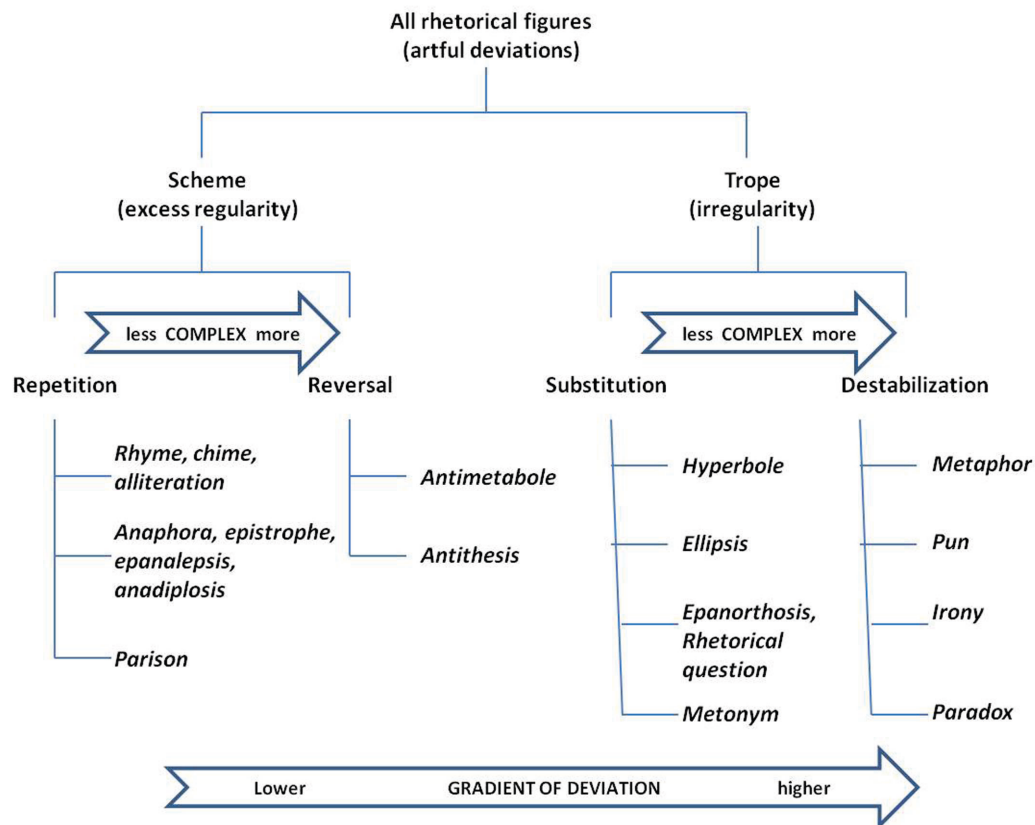 All rhetorical figures
(artful deviations)
Scheme
(excess regularity)
Trope
(irregularity)
less COMPLEX more
less COMPLEX more
Repetition
Reversal
Substitution
Destabilization
Rhyme, chime,
alliteration
Anaphora, epistrophe,
epanalepsis,
anadiplosis
Parison
Antimetabole
Antithesis
Hyperbole
Ellipsis
Epanorthosis,
Rhetorical
question
Metonym
Metaphor
Pun
Irony
Paradox
Lower GRADIENT OF DEVIATION higher